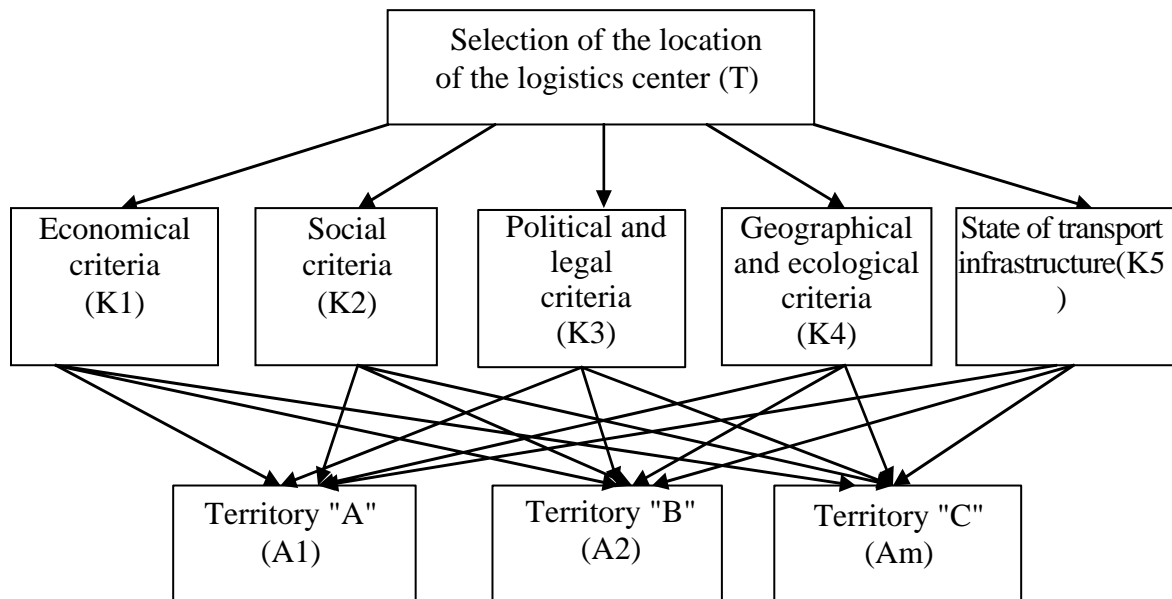 Selection of the location
of the logistics center (T)
Economical
criteria
(K1)
Social
criteria
(K2)
Political and
legal
criteria
(K3)
Geographical
and ecological
criteria
(K4)
State of transport
infrastructure(K5
)
Territory "A"
(A1)
Territory "B"
(A2)
Territory "C"
(Am)